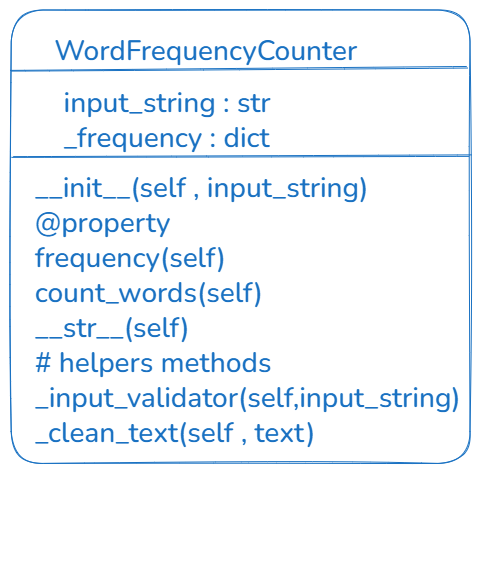 WordFrequencyCounter
input_string : str
_frequency : dict
__init__(self , input_string)
@property
frequency(self)
count_words(self)
__str__(self)
# helpers methods
_input_validator(self,input_string)
_clean_text(self , text)